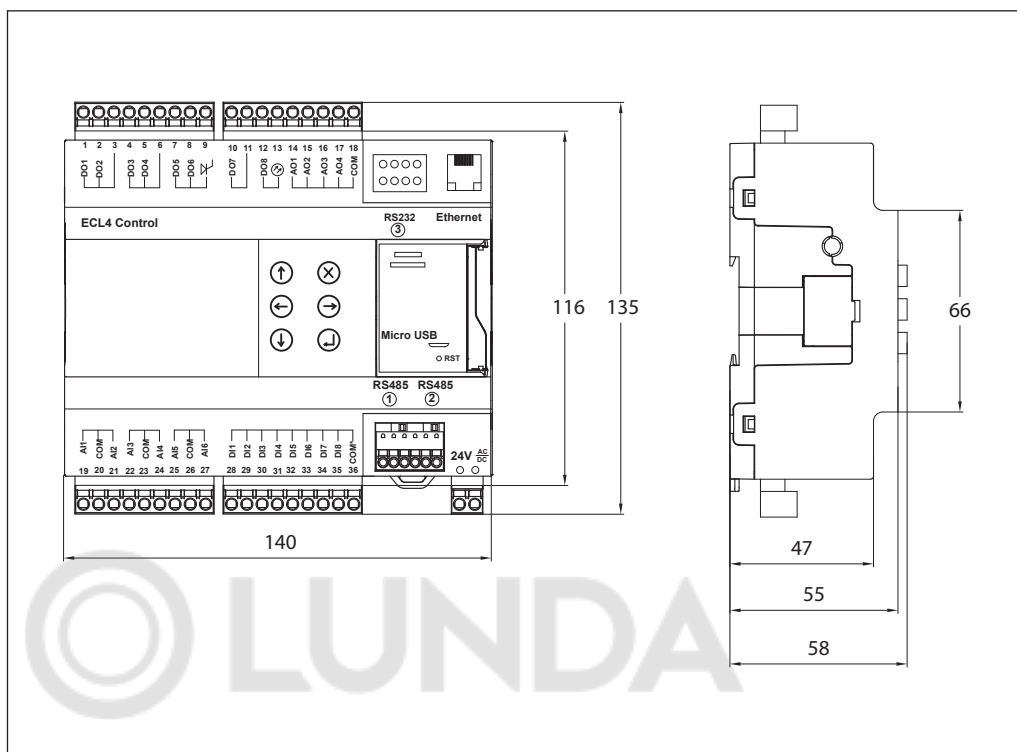 1 2 3 4 5 6 7 8 9 10 11 12 13 14 15 16 17 18
DO1 DO2 DO3 DO4 DO5 DO6 DO7 DO8 AO1 AO2 AO3 AO4 COM
ECL4 Control
RS232 Ethernet
3
Micro USB
RST
RS485 RS485
1 2
AI1 COM AI2 AI3 COM AI4 AI5 COM AI6 DI1 DI2 DI3 DI4 DI5 DI6 DI7 DI8 COM*
24V AC
DC
19 20 21 22 23 24 25 26 27 28 29 30 31 32 33 34 35 36
116
135
140
66
47
55
58
LUNDA